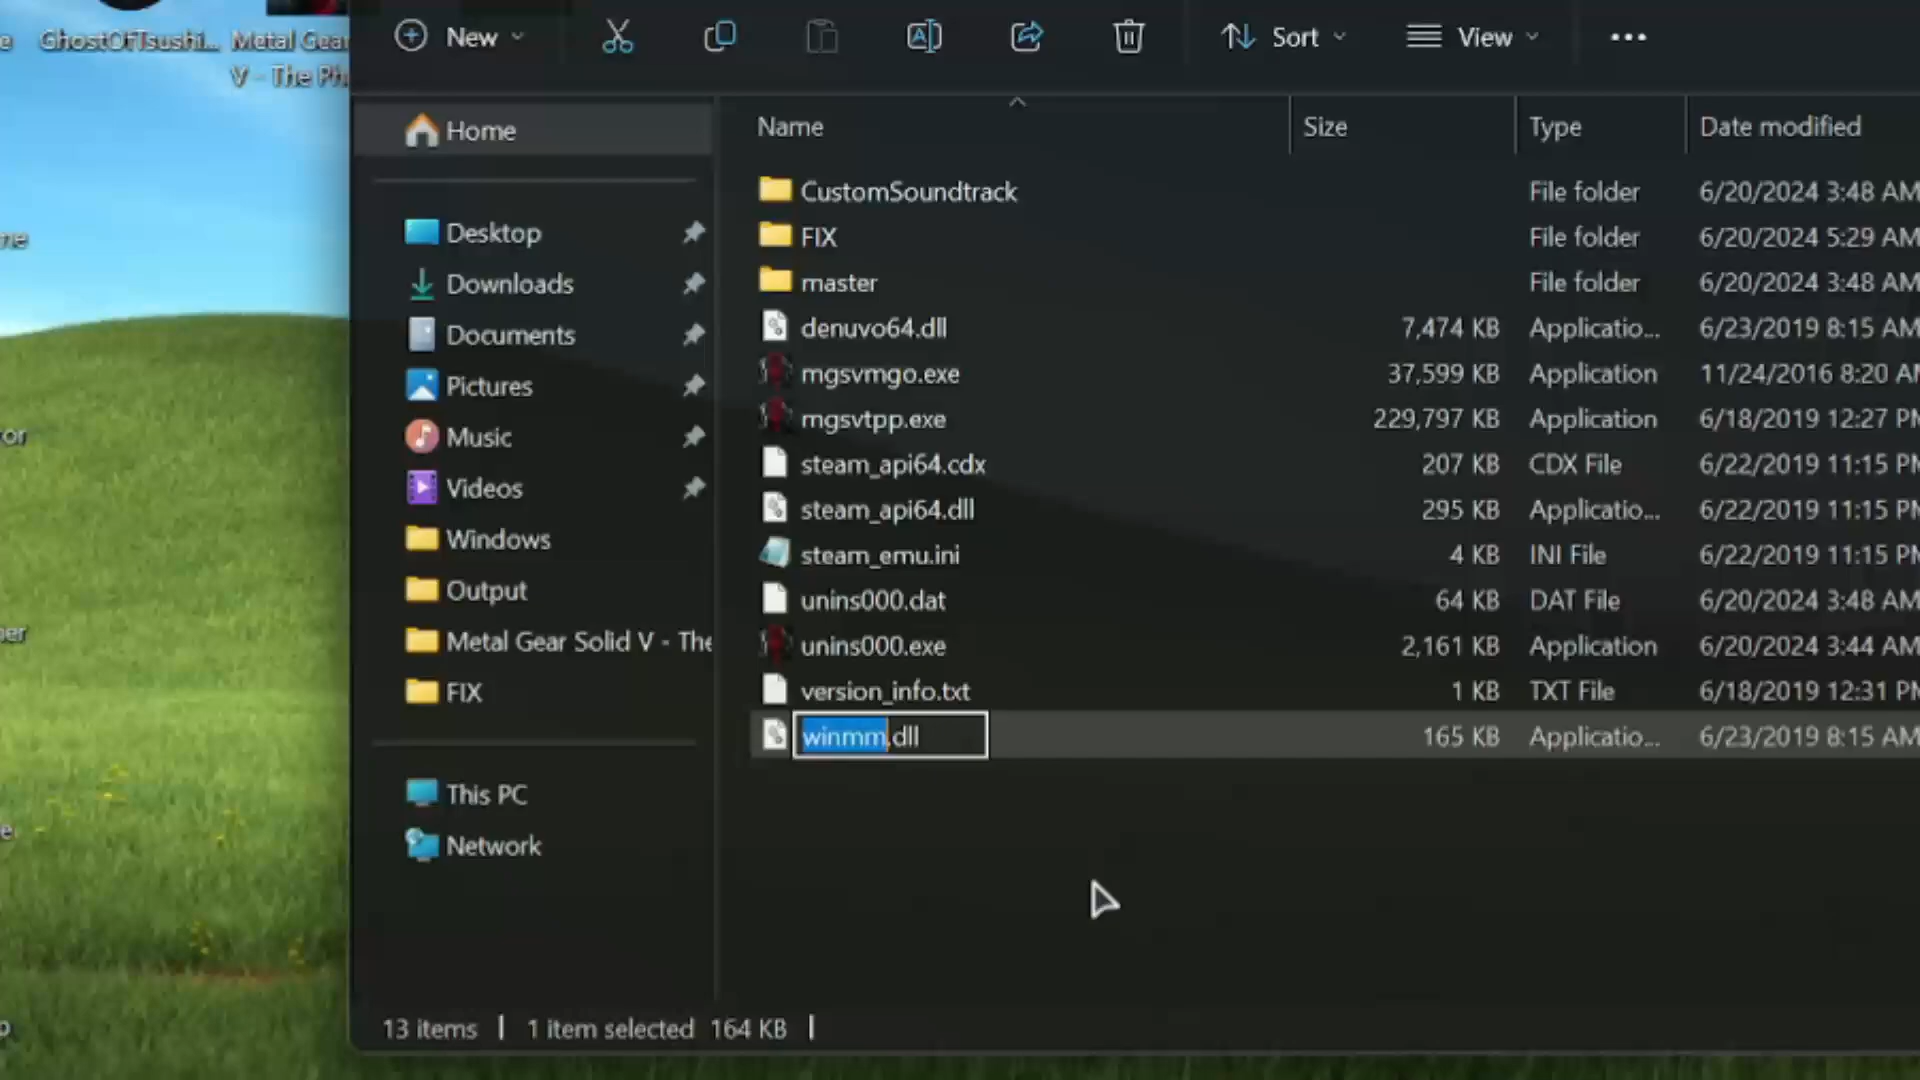 GhostOfTsushi...
Metal Gear
V - The Ph
New
Sort
View
Home
Desktop
Downloads
Documents
Pictures
Music
Videos
Windows
Output
Metal Gear Solid V - The
FIX
This PC
Network
Name Size Type Date modified
CustomSoundtrack File folder 6/20/2024 3:48 AM
FIX File folder 6/20/2024 5:29 AM
master File folder 6/20/2024 3:48 AM
denuvo64.dll 7,474 KB Applicatio... 6/23/2019 8:15 AM
mgsvmgo.exe 37,599 KB Application 11/24/2016 8:20 AM
mgsvtpp.exe 229,797 KB Application 6/18/2019 12:27 PM
steam_api64.cdx 207 KB CDX File 6/22/2019 11:15 PM
steam_api64.dll 295 KB Applicatio... 6/22/2019 11:15 PM
steam_emu.ini 4 KB INI File 6/22/2019 11:15 PM
unins000.dat 64 KB DAT File 6/20/2024 3:48 AM
unins000.exe 2,161 KB Application 6/20/2024 3:44 AM
version_info.txt 1 KB TXT File 6/18/2019 12:31 PM
winmm.dll 165 KB Applicatio... 6/23/2019 8:15 AM
13 items | 1 item selected 164 KB |